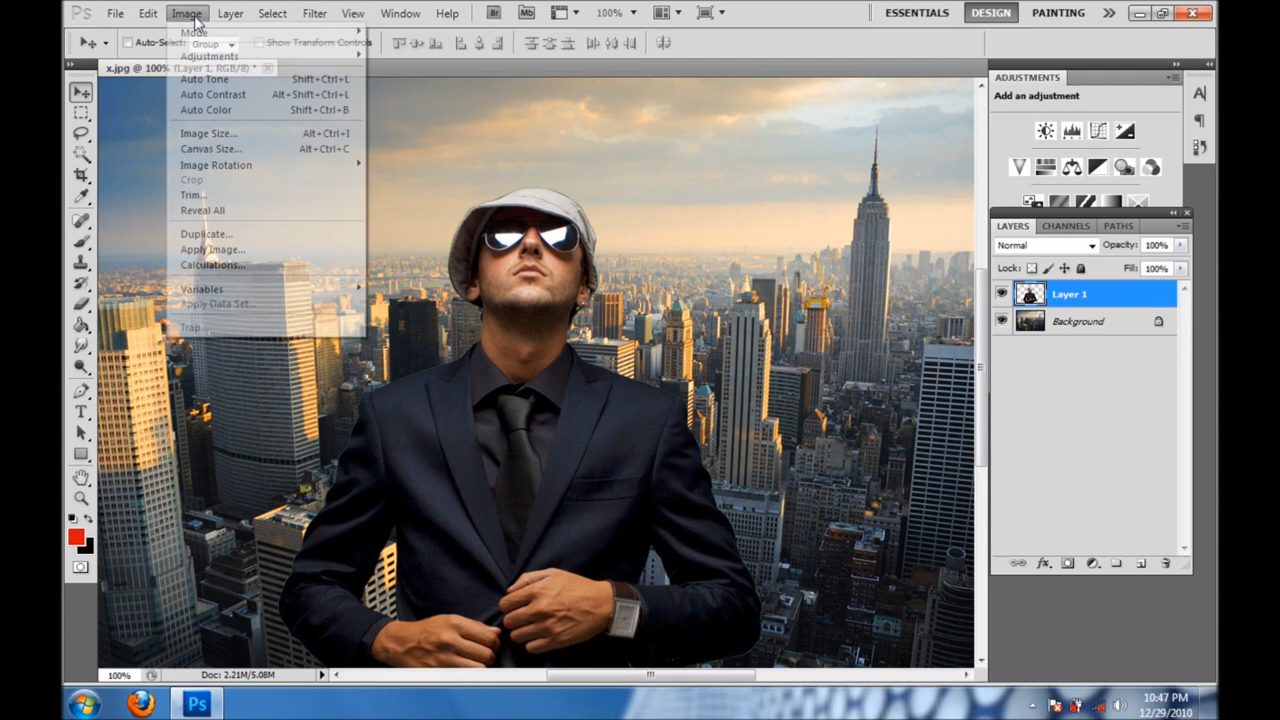 Ps File Edit Image Layer Select Filter View Window Help Br Mb 100% ESSENTIALS DESIGN PAINTING
Auto-Select: Group Show Transform Controls
x.jpg @ 100% (Layer 1, RGB/8) *
Mode
Adjustments
Auto Tone Shift+Ctrl+L
Auto Contrast Alt+Shift+Ctrl+L
Auto Color Shift+Ctrl+B
Image Size... Alt+Ctrl+I
Canvas Size... Alt+Ctrl+C
Image Rotation
Crop
Trim...
Reveal All
Duplicate...
Apply Image...
Calculations...
Variables
Apply Data Set...
Trap...
ADJUSTMENTS
Add an adjustment
LAYERS CHANNELS PATHS
Normal Opacity: 100%
Lock: Fill: 100%
Layer 1
Background
100% Doc: 2.21M/5.08M
Ps
10:47 PM
12/29/2010